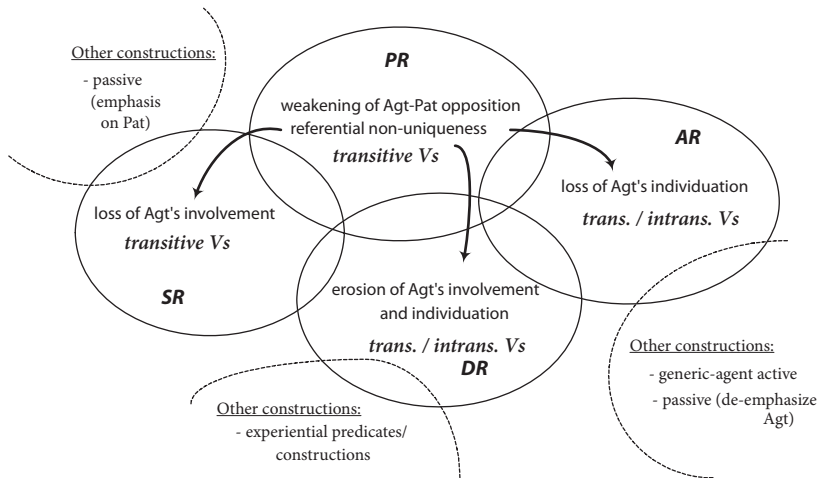 Other constructions:
- passive
(emphasis
on Pat)
PR
weakening of Agt-Pat opposition
referential non-uniqueness
transitive Vs
AR
loss of Agt's individuation
trans. / intrans. Vs
loss of Agt's involvement
transitive Vs
SR
erosion of Agt's involvement
and individuation
trans. / intrans. Vs
DR
Other constructions:
- generic-agent active
- passive (de-emphasize
Agt)
Other constructions:
- experiential predicates/
constructions